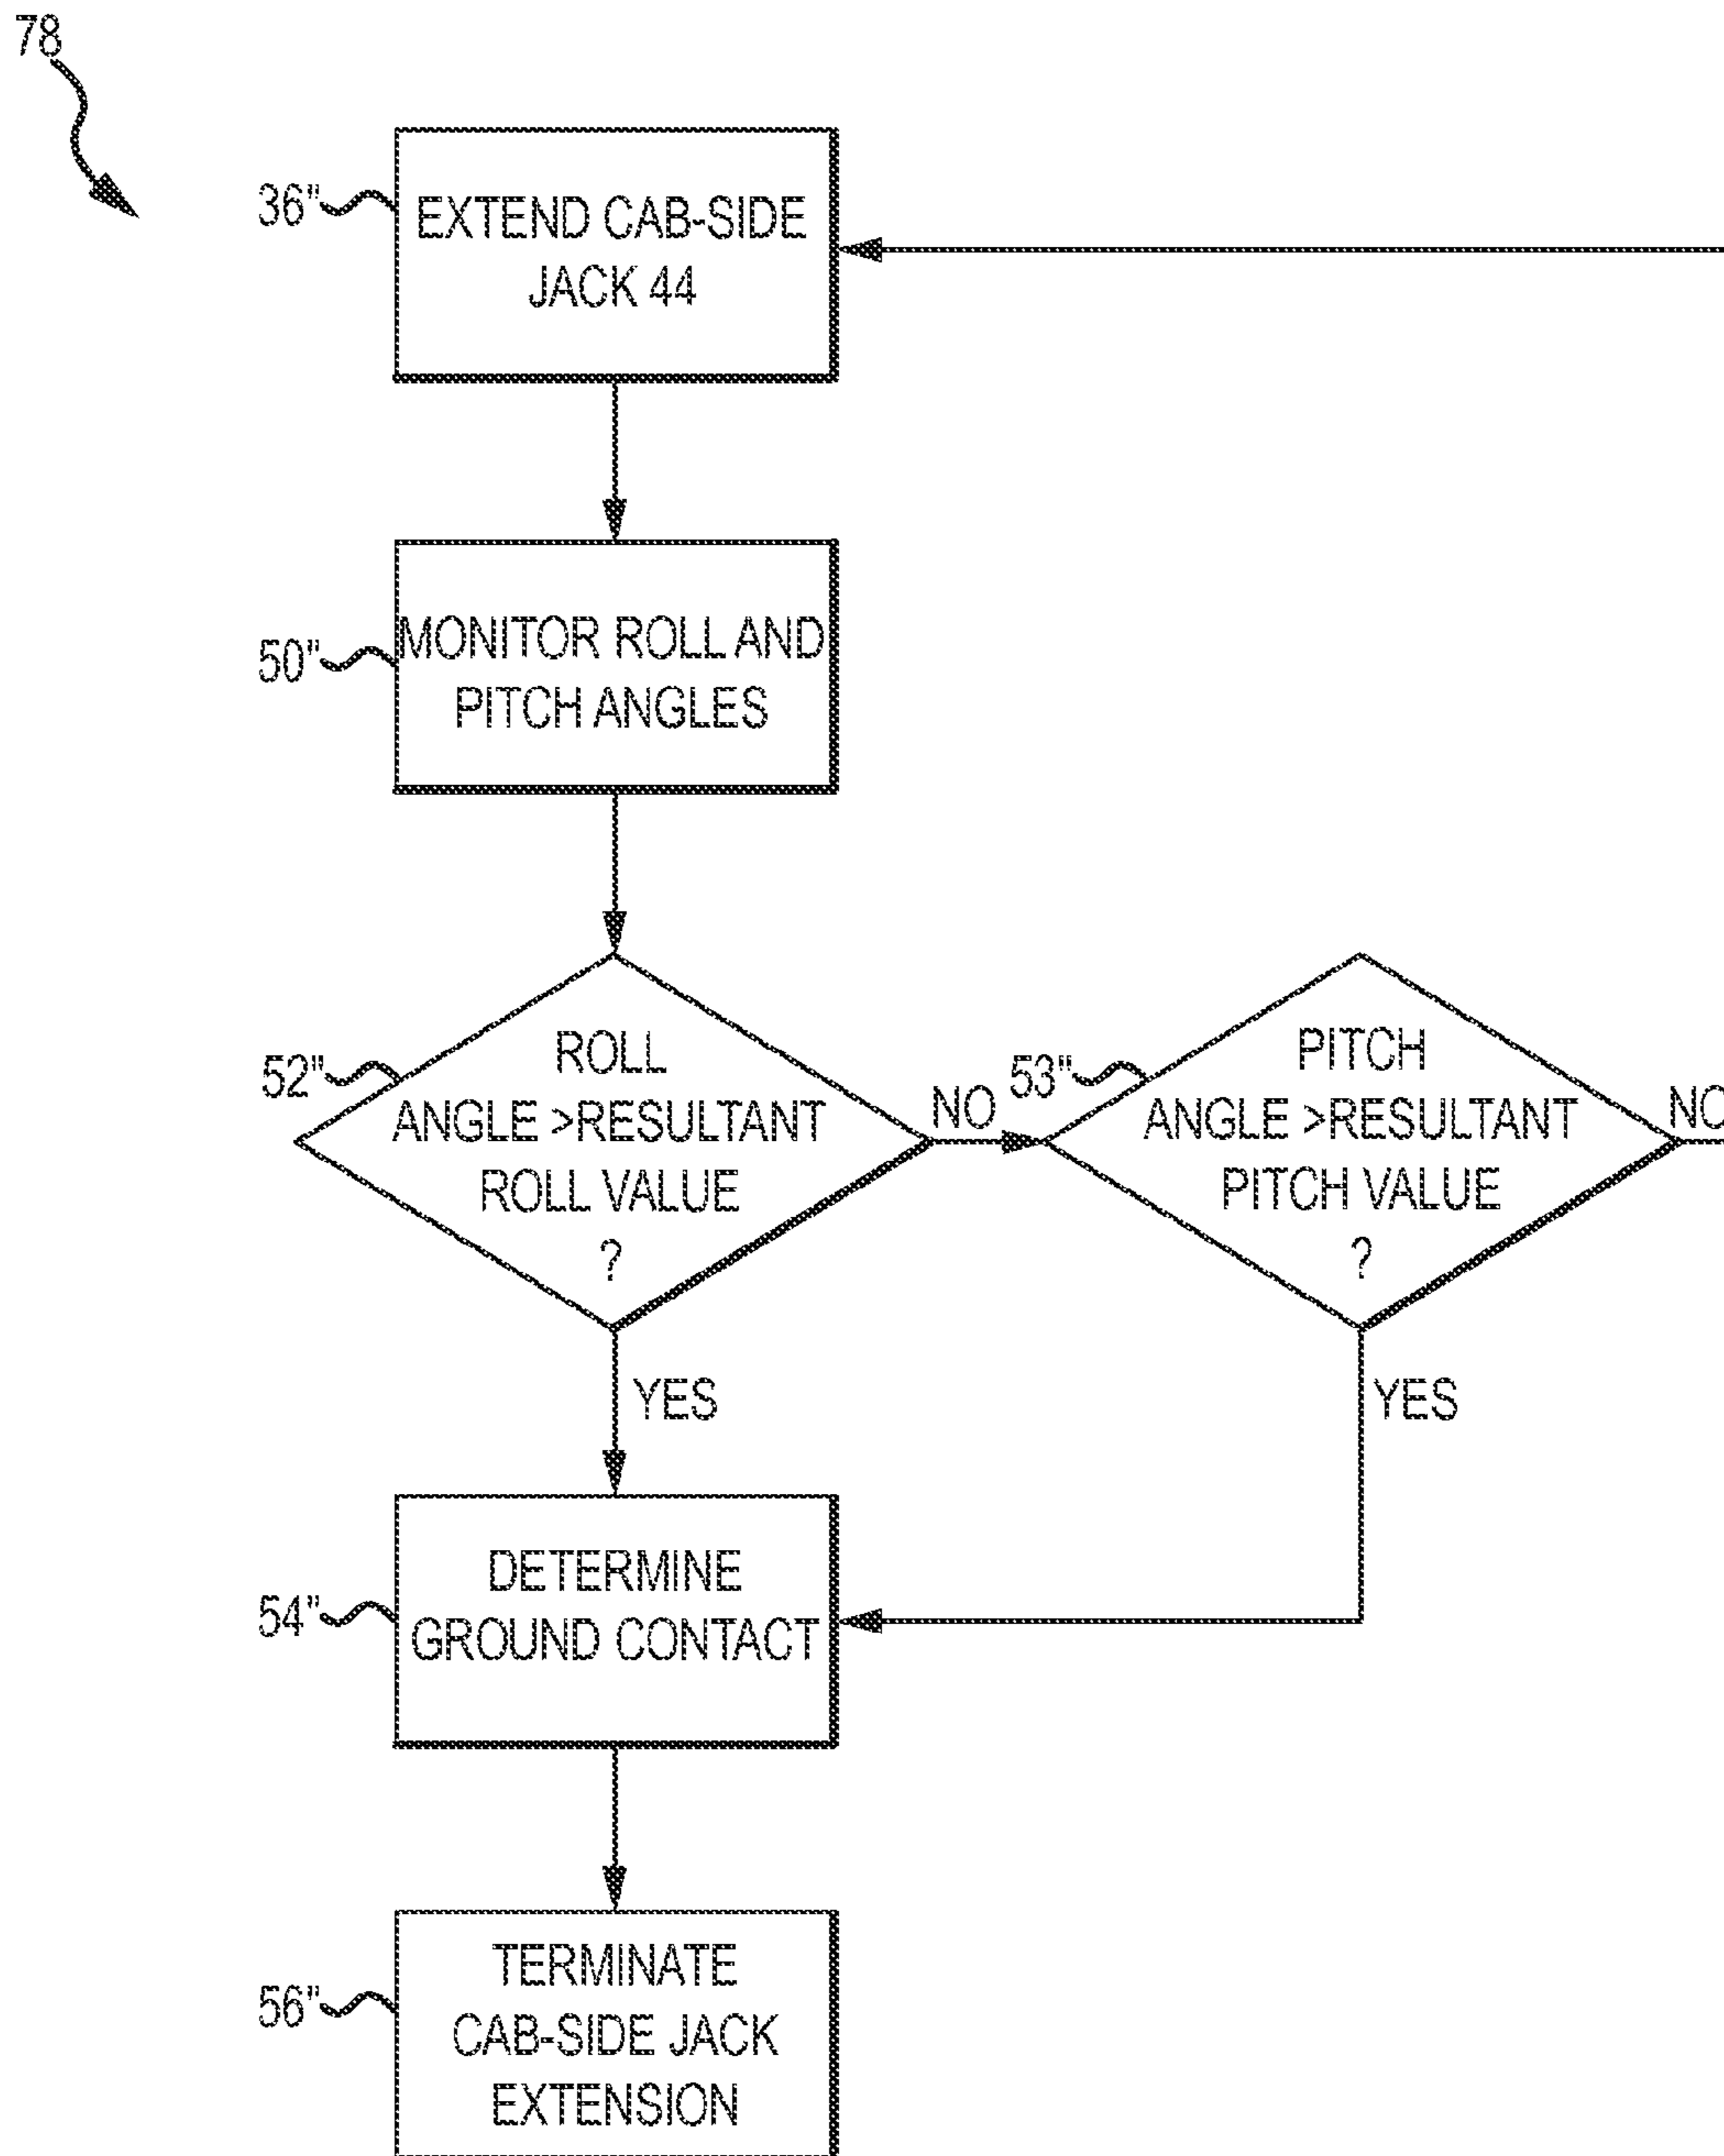 78
36"
EXTEND CAB-SIDE
JACK 44
50"
MONITOR ROLL AND
PITCH ANGLES
52"
ROLL
ANGLE >RESULTANT
ROLL VALUE
?
NO
53"
PITCH
ANGLE >RESULTANT
PITCH VALUE
?
NO
YES
YES
54"
DETERMINE
GROUND CONTACT
56"
TERMINATE
CAB-SIDE JACK
EXTENSION